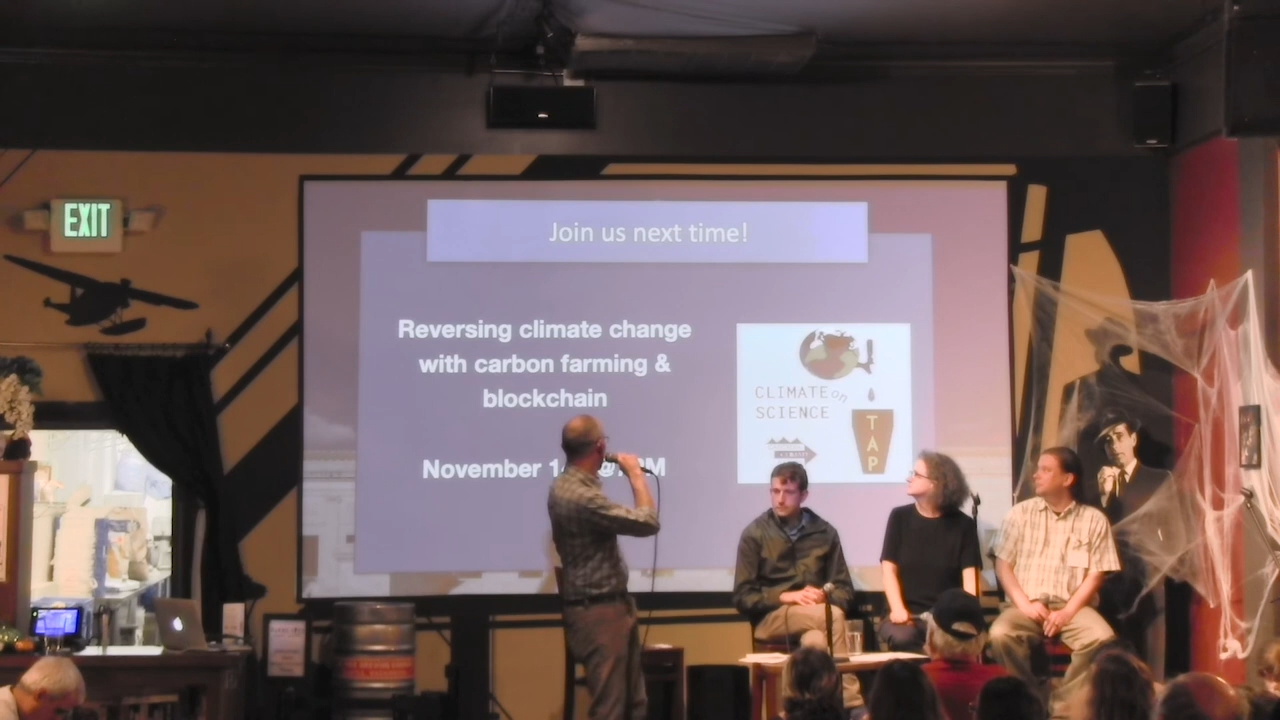 EXIT
Join us next time!
Reversing climate change
with carbon farming &
blockchain
November
CLIMATE on
SCIENCE
TAP